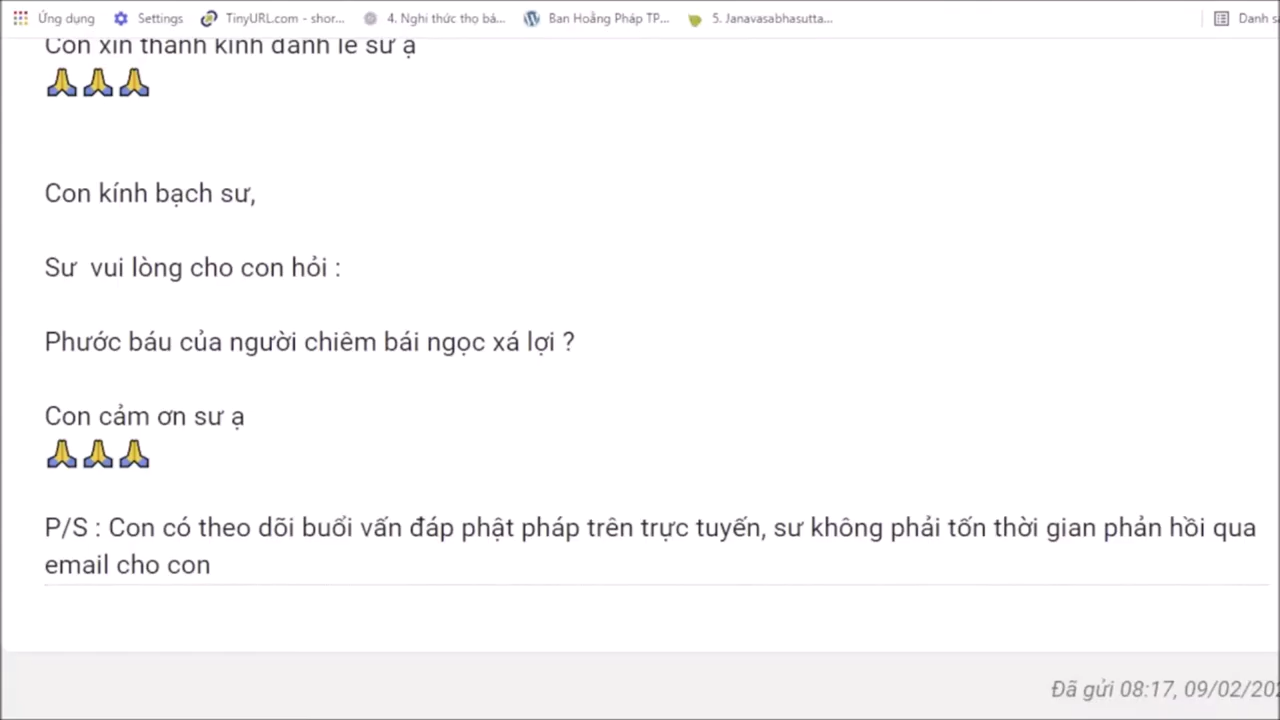 Ứng dụng Settings TinyURL.com - shor... 4. Nghi thức thọ bá... Ban Hoằng Pháp TP... 5. Janavasabhasutta... Danh s
Con xin thành kính đảnh lễ sư ạ
🙏🙏🙏
Con kính bạch sư,
Sư vui lòng cho con hỏi :
Phước báu của người chiêm bái ngọc xá lợi ?
Con cảm ơn sư ạ
🙏🙏🙏
P/S : Con có theo dõi buổi vấn đáp phật pháp trên trực tuyến, sư không phải tốn thời gian phản hồi qua
email cho con
Đã gửi 08:17, 09/02/202